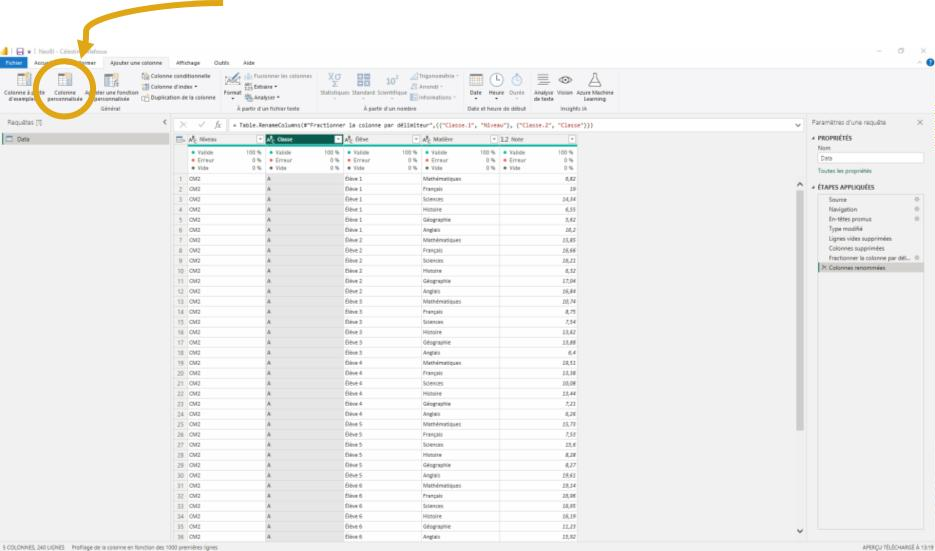 Fichier Ajouter une colonne Affichage Outils Aide
Colonne à partir d'exemples Colonne personnalisée Ajouter une fonction personnalisée
Colonne conditionnelle
Colonne d'index
Duplication de la colonne
Général
Format
Fusionner les colonnes
Extraire
Analyser
À partir d'un fichier texte
Statistiques Standard Scientifique
Trigonométrie
Arrondi
Informations
À partir d'un nombre
Date Heure Durée
Date et heure de début
Analyse de texte Vision Azure Machine Learning
Insights IA
Requêtes [1]
Data
= Table.RenameColumns(#"Fractionner la colonne par délimiteur",{{"Classe.1", "Niveau"}, {"Classe.2", "Classe"}})
Niveau Classe Élève Matière 1.2 Note
Valide 100 % Valide 100 % Valide 100 % Valide 100 % Valide 100 %
Erreur 0 % Erreur 0 % Erreur 0 % Erreur 0 % Erreur 0 %
Vide 0 % Vide 0 % Vide 0 % Vide 0 % Vide 0 %
1 CM2 A Élève 1 Mathématiques
2 CM2 A Élève 1 Français 19
3 CM2 A Élève 1 Sciences 14,34
4 CM2 A Élève 1 Histoire 6,55
5 CM2 A Élève 1 Géographie 5,62
6 CM2 A Élève 1 Anglais
7 CM2 A Élève 2 Mathématiques 15,85
8 CM2 A Élève 2 Français 16,66
9 CM2 A Élève 2 Sciences 18,21
10 CM2 A Élève 2 Histoire
11 CM2 A Élève 2 Géographie 17,04
12 CM2 A Élève 2 Anglais 16,84
13 CM2 A Élève 3 Mathématiques 10,74
14 CM2 A Élève 3 Français 8,75
15 CM2 A Élève 3 Sciences 7,54
16 CM2 A Élève 3 Histoire 13,62
17 CM2 A Élève 3 Géographie 13,88
18 CM2 A Élève 3 Anglais 6,4
19 CM2 A Élève 4 Mathématiques 18,51
20 CM2 A Élève 4 Français 13,38
21 CM2 A Élève 4 Sciences 10,08
22 CM2 A Élève 4 Histoire 13,44
23 CM2 A Élève 4 Géographie 7,21
24 CM2 A Élève 4 Anglais 6,26
25 CM2 A Élève 5 Mathématiques 15,73
26 CM2 A Élève 5 Français 7,53
27 CM2 A Élève 5 Sciences 15,6
28 CM2 A Élève 5 Histoire 8,28
29 CM2 A Élève 5 Géographie 8,27
30 CM2 A Élève 5 Anglais 19,61
31 CM2 A Élève 6 Mathématiques 19,14
32 CM2 A Élève 6 Français 18,96
33 CM2 A Élève 6 Sciences 18,95
34 CM2 A Élève 6 Histoire 16,19
35 CM2 A Élève 6 Géographie 11,23
36 CM2 A Élève 6 Anglais 15,92
Paramètres d'une requête
PROPRIÉTÉS
Nom
Data
Toutes les propriétés
ÉTAPES APPLIQUÉES
Source
Navigation
En-têtes promus
Type modifié
Lignes vides supprimées
Colonnes supprimées
Fractionner la colonne par déli...
Colonnes renommées
5 COLONNES, 240 LIGNES Profilage de la colonne en fonction des 1000 premières lignes
APERÇU TÉLÉCHARGÉ À 13:19